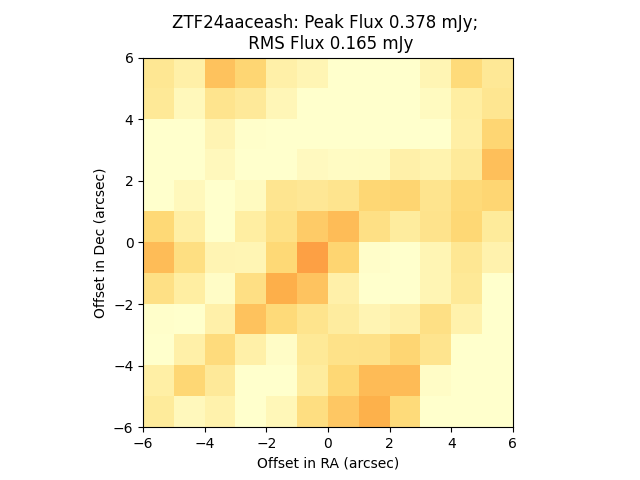 ZTF24aaceash: Peak Flux 0.378 mJy;
RMS Flux 0.165 mJy
6
4
2
0
−2
−4
−6
Offset in Dec (arcsec)
−6 −4 −2 0 2 4 6
Offset in RA (arcsec)